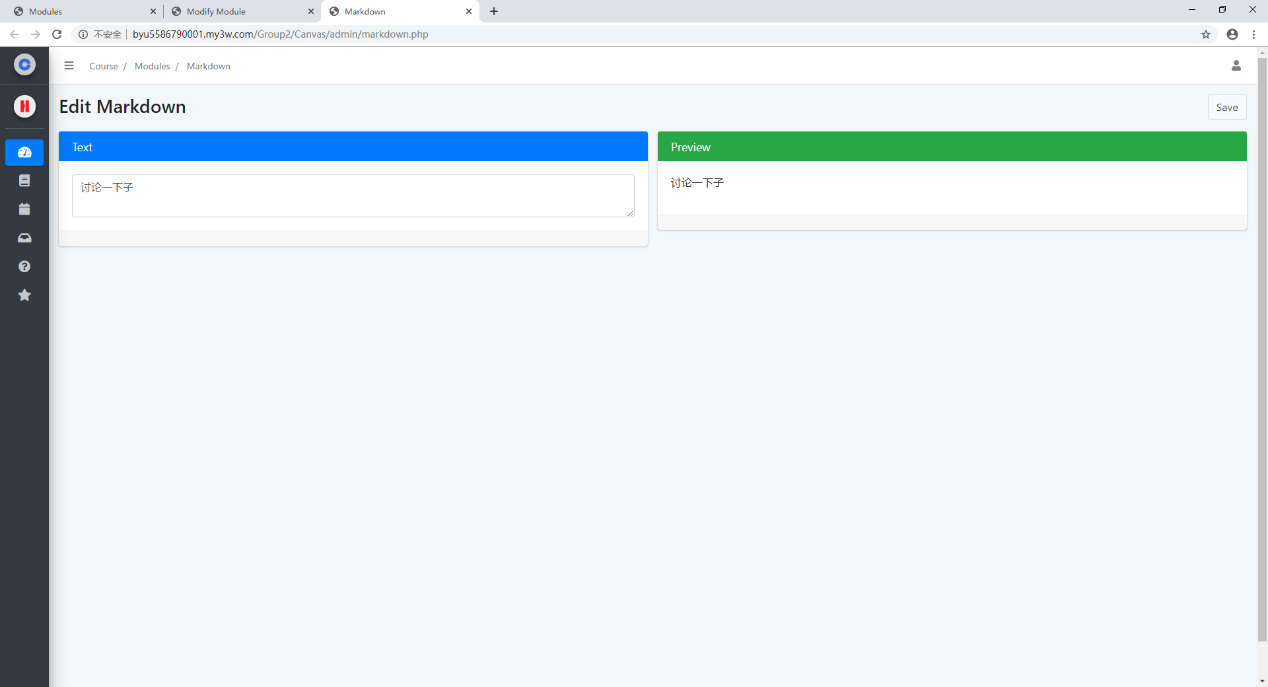 Modules
Modify Module
Markdown
不安全 | byu5586790001.my3w.com/Group2/Canvas/admin/markdown.php
Course / Modules / Markdown
Edit Markdown
Save
Text
Preview
讨论一下子
讨论一下子